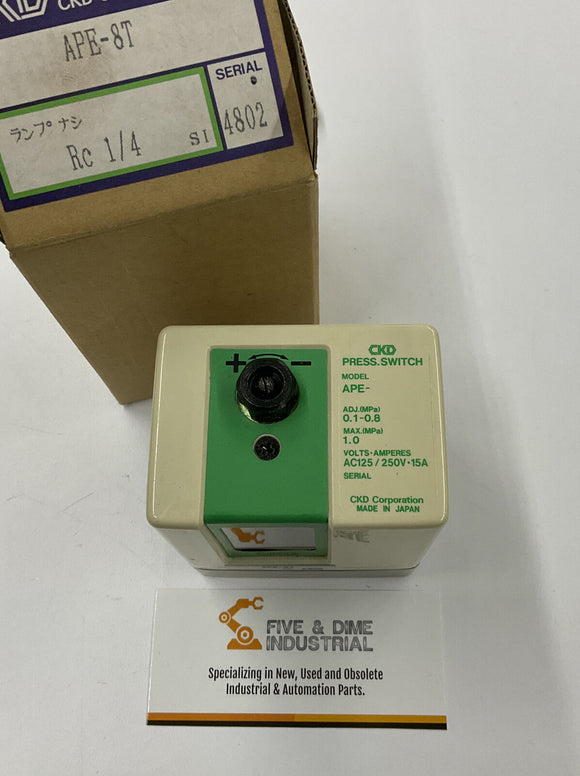 CKD
APE-8T
SERIAL
ランプ ナシ
Rc 1/4
SI
4802
+ −
CKD
PRESS.SWITCH
MODEL
APE-
ADJ.(MPa)
0.1-0.8
MAX.(MPa)
1.0
VOLTS·AMPERES
AC125/250V·15A
SERIAL
CKD Corporation
MADE IN JAPAN
FIVE & DIME
INDUSTRIAL
Specializing in New, Used and Obsolete
Industrial & Automation Parts.